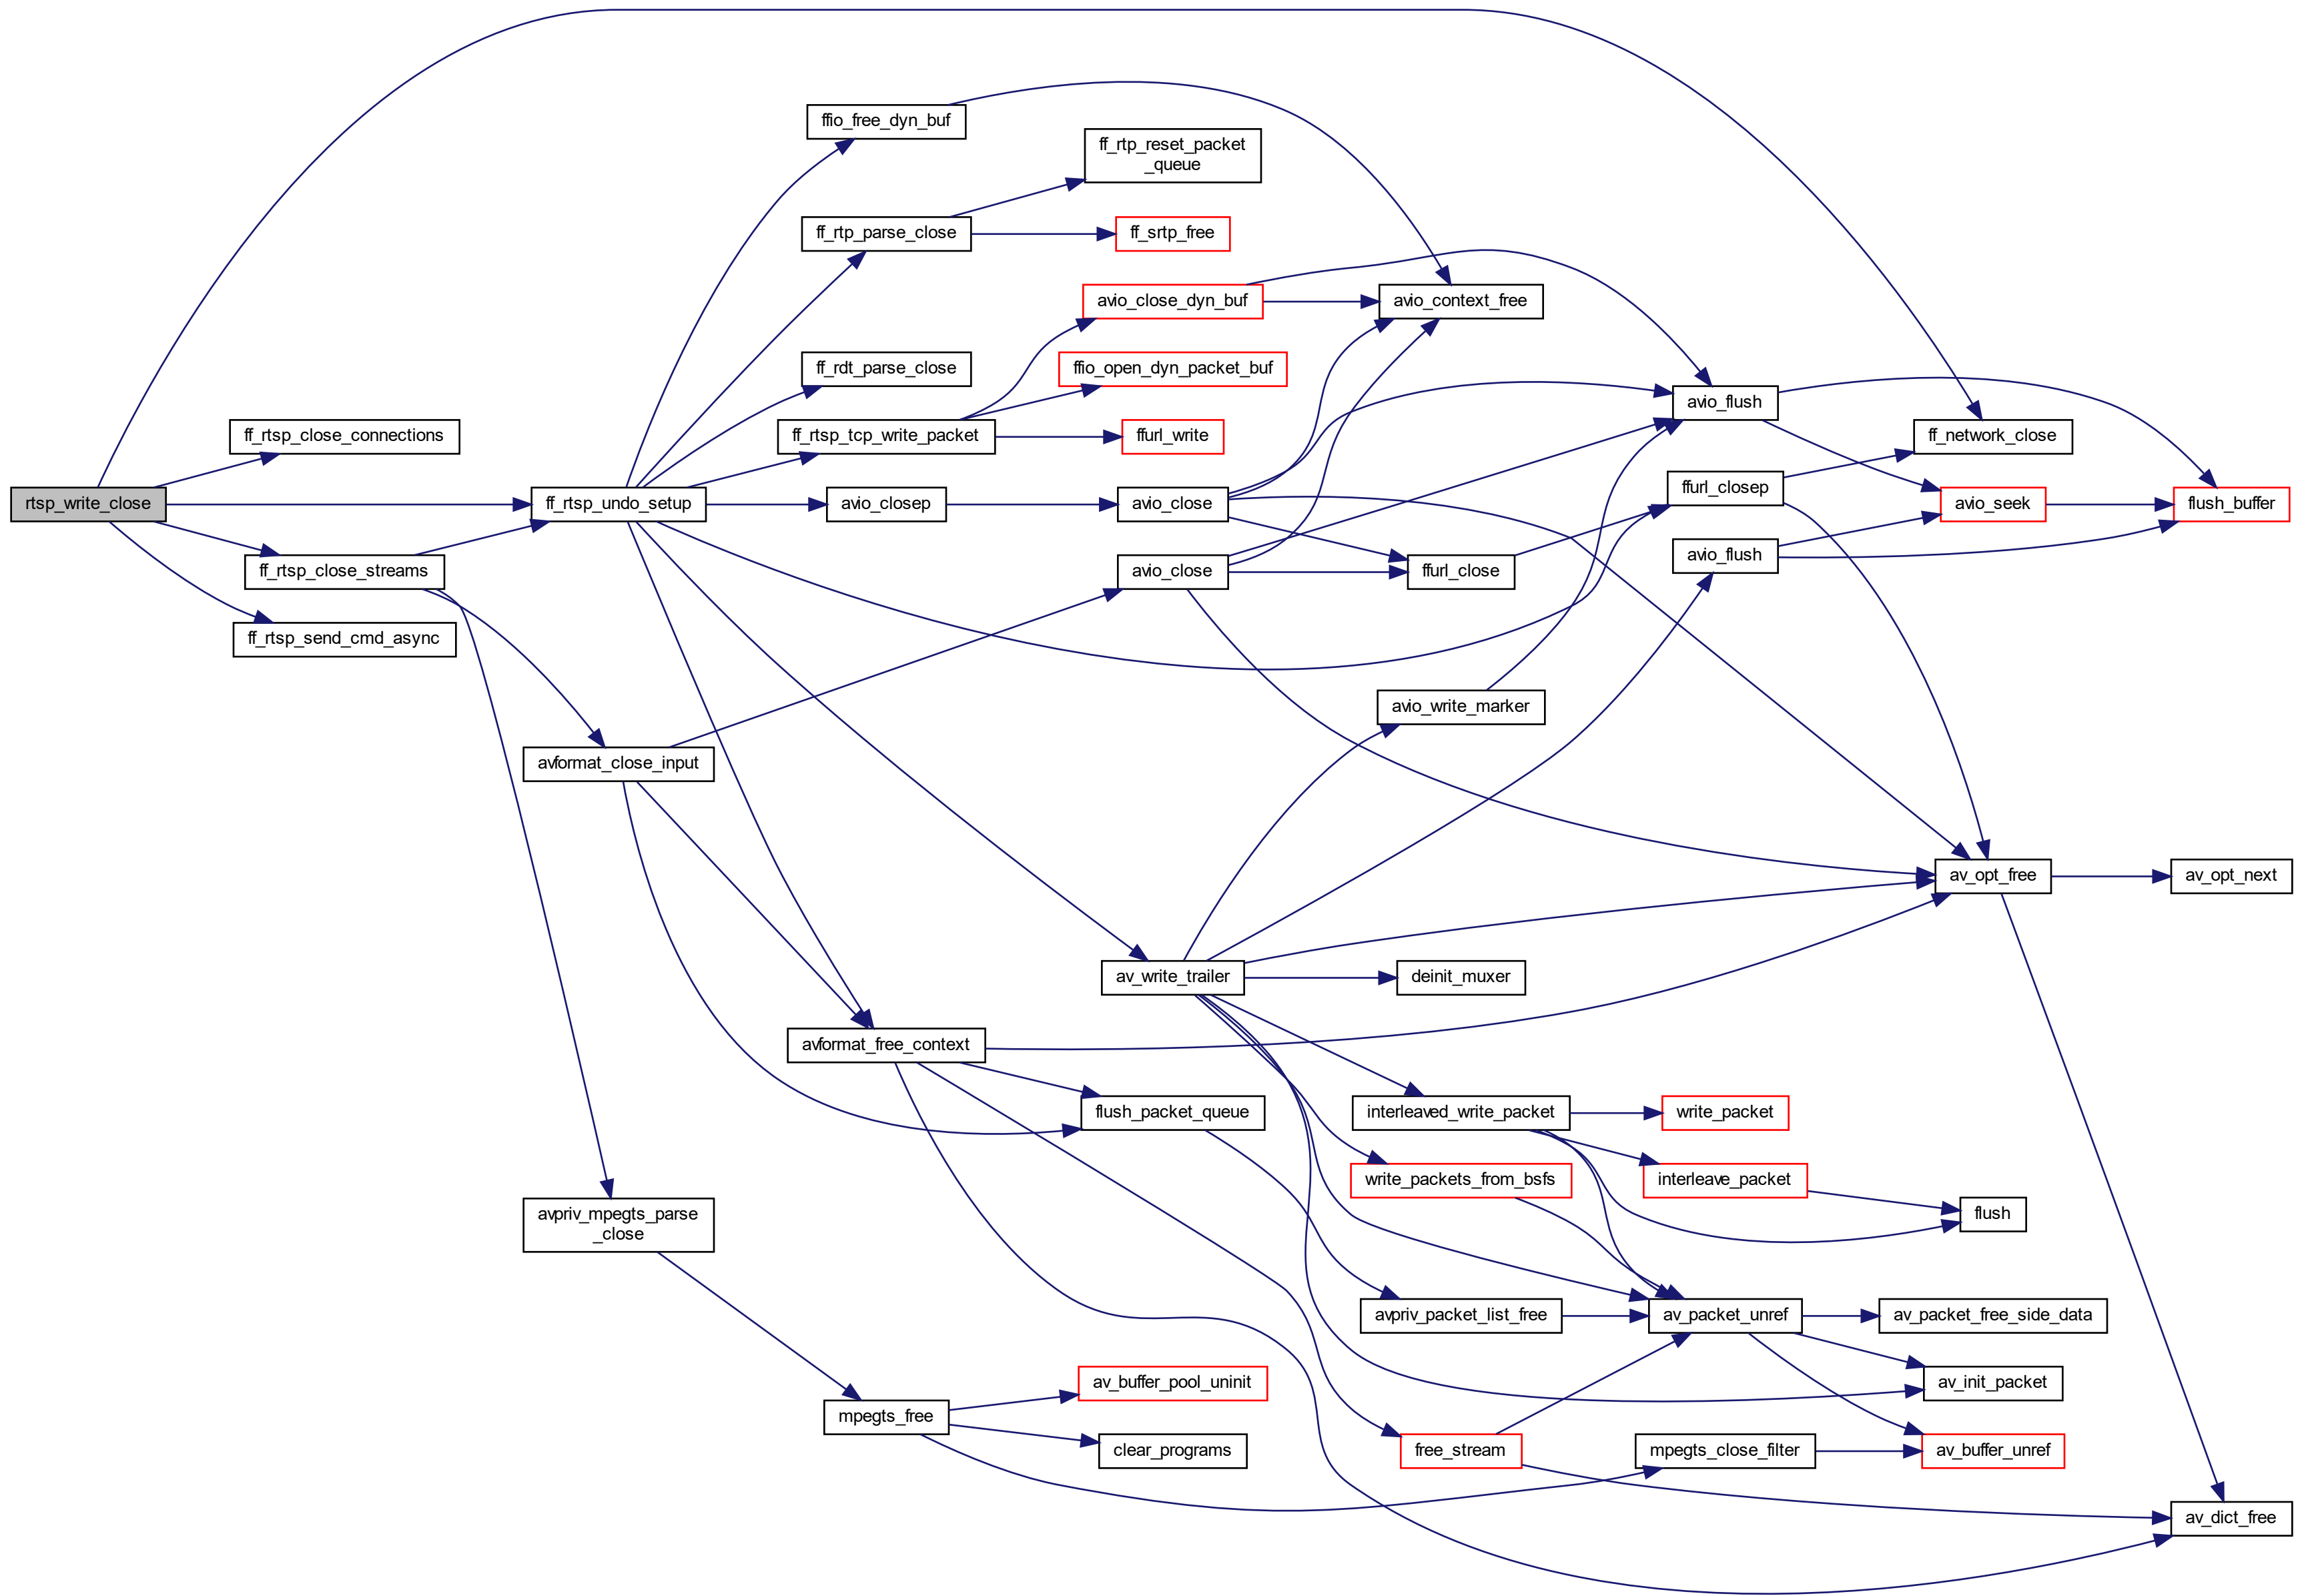 ffio_free_dyn_buf
ff_rtp_reset_packet
_queue
ff_rtp_parse_close
ff_srtp_free
avio_close_dyn_buf
avio_context_free
ff_rdt_parse_close
ffio_open_dyn_packet_buf
avio_flush
ff_rtsp_close_connections
ff_rtsp_tcp_write_packet
ffurl_write
ff_network_close
rtsp_write_close
ff_rtsp_undo_setup
avio_closep
avio_close
ffurl_closep
avio_seek
flush_buffer
ff_rtsp_close_streams
avio_close
ffurl_close
avio_flush
ff_rtsp_send_cmd_async
avio_write_marker
avformat_close_input
av_opt_free
av_opt_next
av_write_trailer
deinit_muxer
avformat_free_context
flush_packet_queue
interleaved_write_packet
write_packet
write_packets_from_bsfs
interleave_packet
avpriv_mpegts_parse
_close
flush
avpriv_packet_list_free
av_packet_unref
av_packet_free_side_data
av_buffer_pool_uninit
av_init_packet
mpegts_free
clear_programs
free_stream
mpegts_close_filter
av_buffer_unref
av_dict_free